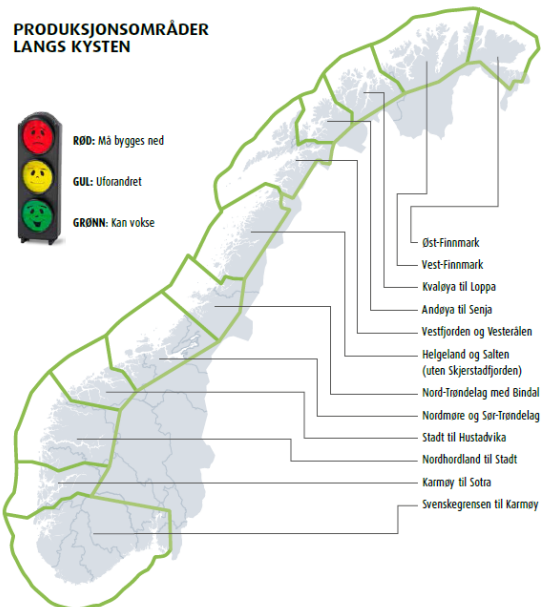 PRODUKSJONSOMRÅDER
LANGS KYSTEN
RØD: Må bygges ned
GUL: Uforandret
GRØNN: Kan vokse
Øst-Finnmark
Vest-Finnmark
Kvaløya til Loppa
Andøya til Senja
Vestfjorden og Vesterålen
Helgeland og Salten
(uten Skjerstadfjorden)
Nord-Trøndelag med Bindal
Nordmøre og Sør-Trøndelag
Stadt til Hustadvika
Nordhordland til Stadt
Karmøy til Sotra
Svenskegrensen til Karmøy